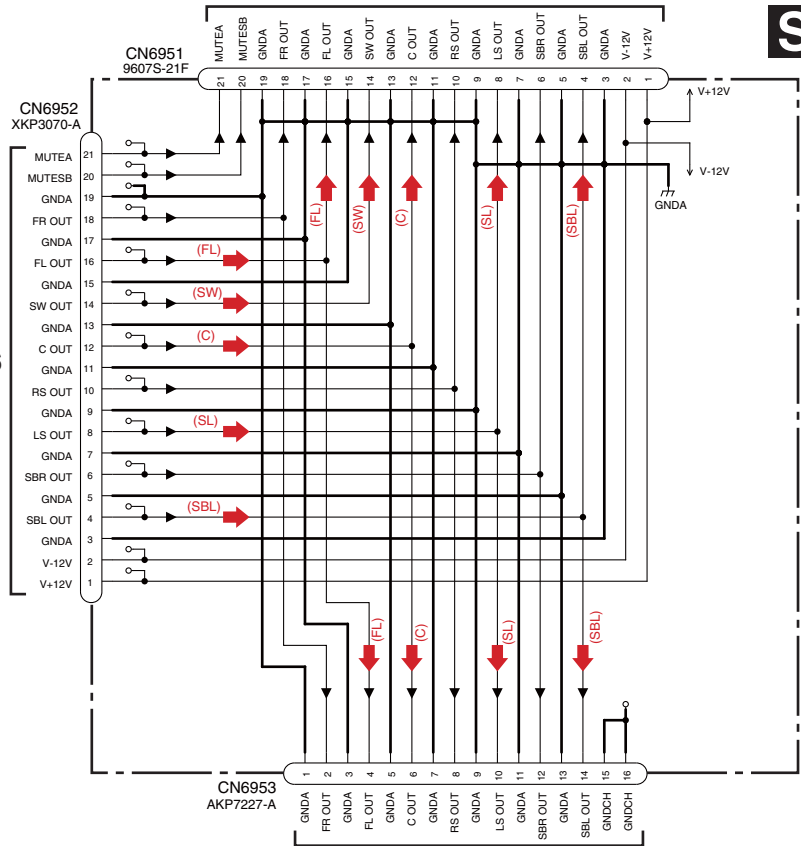 S
MUTEA
MUTESB
GNDA
FR OUT
GNDA
FL OUT
GNDA
SW OUT
GNDA
C OUT
GNDA
RS OUT
GNDA
LS OUT
GNDA
SBR OUT
GNDA
SBL OUT
GNDA
V-12V
V+12V
CN6951
9607S-21F
21 20 19 18 17 16 15 14 13 12 11 10 9 8 7 6 5 4 3 2 1
V+12V
V-12V
GNDA
CN6952
XKP3070-A
MUTEA 21
MUTESB 20
GNDA 19
FR OUT 18
GNDA 17
FL OUT 16
GNDA 15
SW OUT 14
GNDA 13
C OUT 12
GNDA 11
RS OUT 10
GNDA 9
LS OUT 8
GNDA 7
SBR OUT 6
GNDA 5
SBL OUT 4
GNDA 3
V-12V 2
V+12V 1
(FL)
(SW)
(C)
(SL)
(SBL)
(FL)
(SW)
(C)
(SL)
(SBL)
(FL)
(C)
(SL)
(SBL)
CN6953
AKP7227-A
1 2 3 4 5 6 7 8 9 10 11 12 13 14 15 16
GNDA
FR OUT
GNDA
FL OUT
GNDA
C OUT
GNDA
RS OUT
GNDA
LS OUT
GNDA
SBR OUT
GNDA
SBL OUT
GNDCH
GNDCH